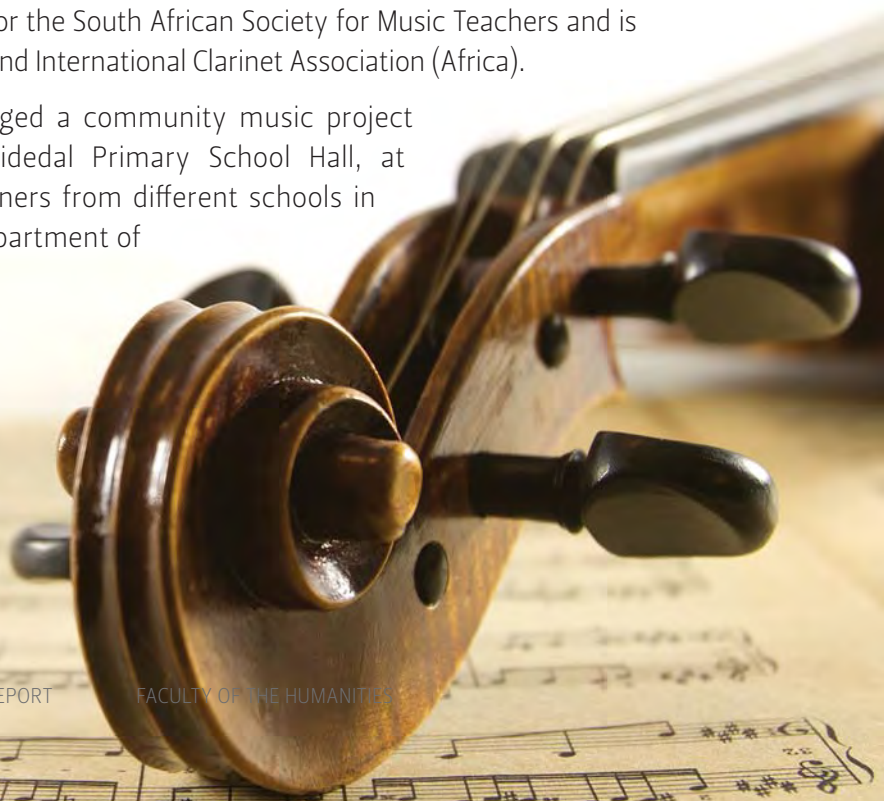 or the South African Society for Music Teachers and is
nd International Clarinet Association (Africa).
ged a community music project
idedal Primary School Hall, at
ners from different schools in
partment of
EPORT FACULTY OF THE HUMANITIES